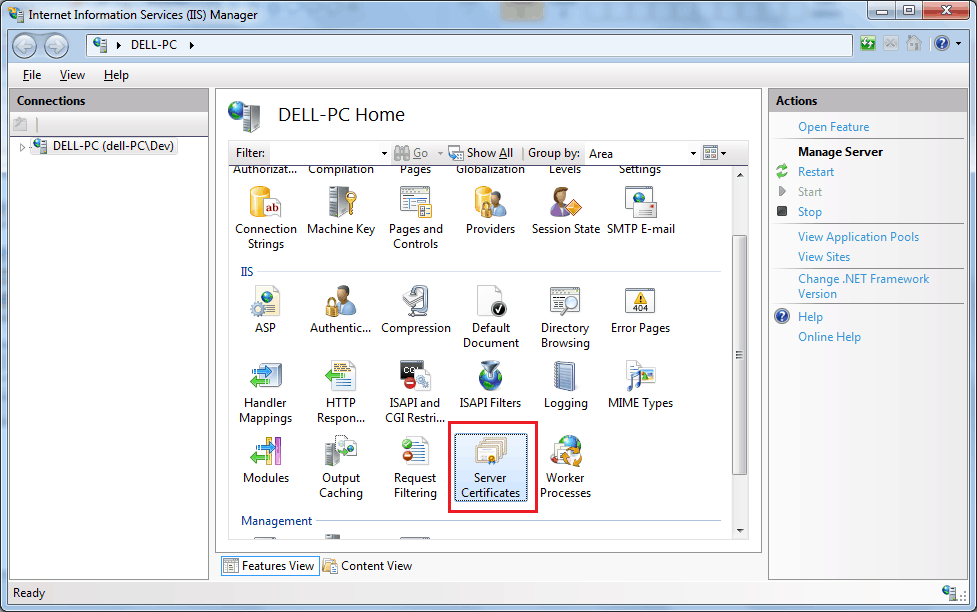 Internet Information Services (IIS) Manager
DELL-PC
File View Help
Connections
DELL-PC (dell-PC\Dev)
DELL-PC Home
Filter: Go Show All Group by: Area
Authorizat... Compilation Pages Globalization Levels Settings
Connection Strings
Machine Key
Pages and Controls
Providers
Session State
SMTP E-mail
ab
IIS
ASP
Authentic...
Compression
Default Document
Directory Browsing
Error Pages
404
Handler Mappings
HTTP Respon...
ISAPI and CGI Restri...
ISAPI Filters
Logging
MIME Types
Modules
Output Caching
Request Filtering
Server Certificates
Worker Processes
Management
Features View Content View
Actions
Open Feature
Manage Server
Restart
Start
Stop
View Application Pools
View Sites
Change .NET Framework
Version
Help
Online Help
Ready